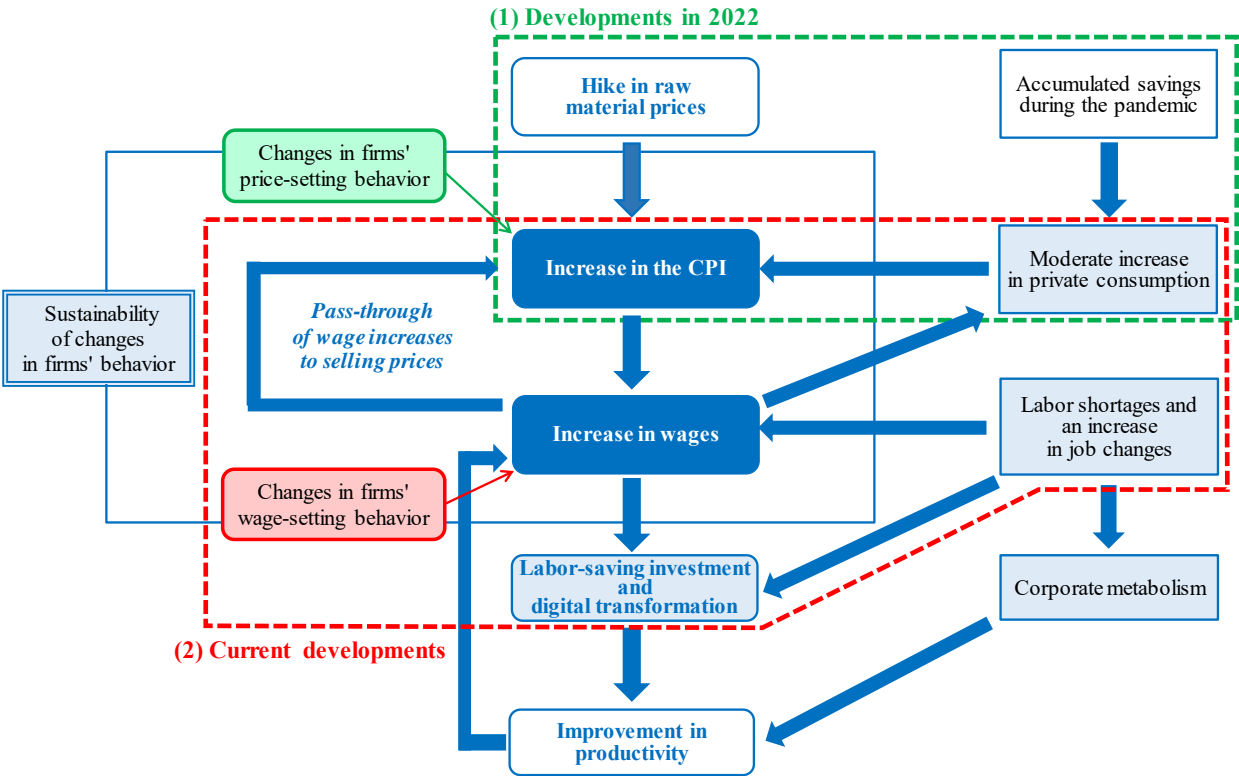 (1) Developments in 2022
Hike in raw
material prices
Accumulated savings
during the pandemic
Changes in firms'
price-setting behavior
Increase in the CPI
Moderate increase
in private consumption
Sustainability
of changes
in firms' behavior
Pass-through
of wage increases
to selling prices
Increase in wages
Labor shortages and
an increase
in job changes
Changes in firms'
wage-setting behavior
Labor-saving investment
and
digital transformation
Corporate metabolism
(2) Current developments
Improvement in
productivity